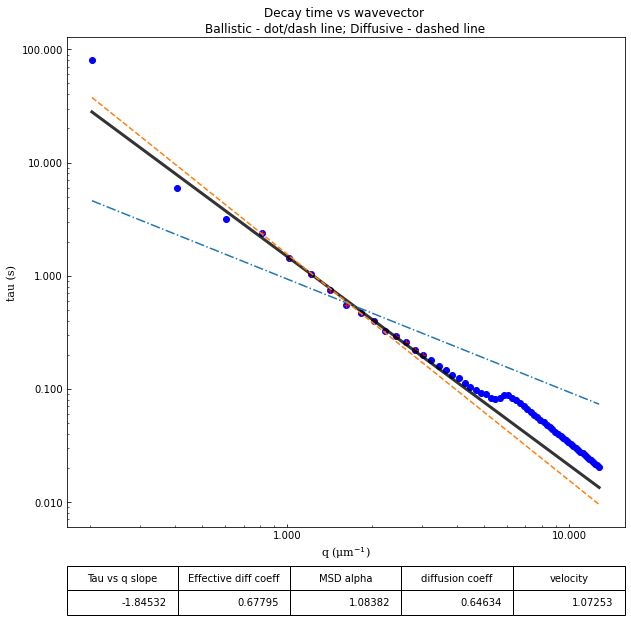 Decay time vs wavevector
Ballistic - dot/dash line; Diffusive - dashed line
100.000
10.000
1.000
0.100
0.010
tau (s)
1.000
10.000
q (μm⁻¹)
Tau vs q slope Effective diff coeff MSD alpha diffusion coeff velocity
-1.84532 0.67795 1.08382 0.64634 1.07253